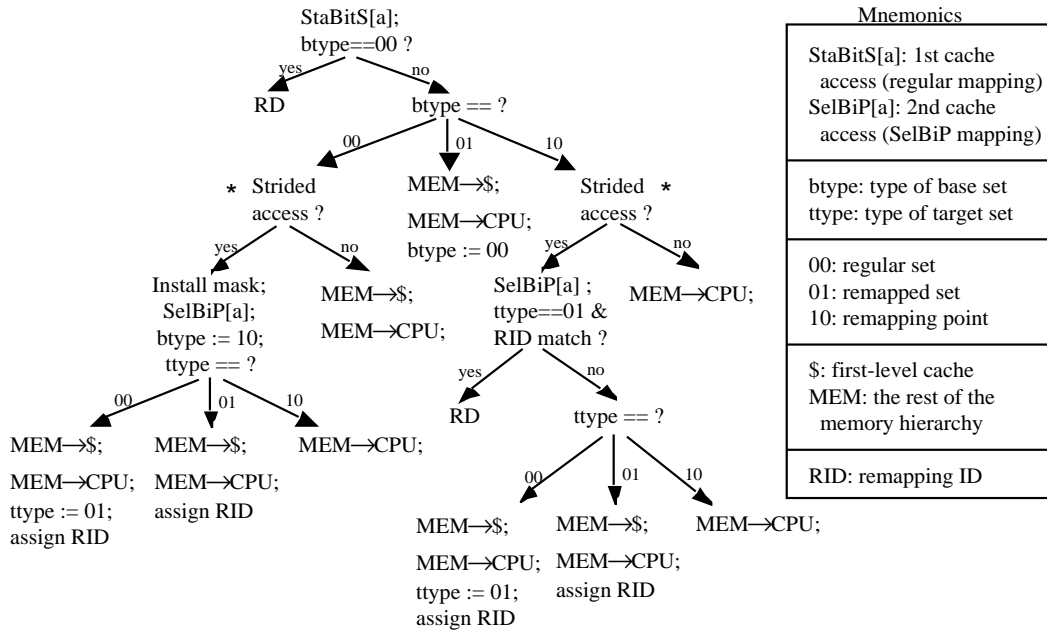 StaBitS[a];
btype==00 ?
yes
no
RD
btype == ?
00
01
10
* Strided
access ?
MEM→$;
MEM→CPU;
btype := 00
Strided *
access ?
yes
no
yes
no
Install mask;
SelBiP[a];
btype := 10;
ttype == ?
MEM→$;
MEM→CPU;
SelBiP[a] ;
ttype==01 &
RID match ?
MEM→CPU;
00
01
10
yes
no
MEM→$;
MEM→CPU;
ttype := 01;
assign RID
MEM→$;
MEM→CPU;
assign RID
MEM→CPU;
RD
ttype == ?
00
01
10
MEM→$;
MEM→CPU;
ttype := 01;
assign RID
MEM→$;
MEM→CPU;
assign RID
MEM→CPU;
Mnemonics
StaBitS[a]: 1st cache
access (regular mapping)
SelBiP[a]: 2nd cache
access (SelBiP mapping)
btype: type of base set
ttype: type of target set
00: regular set
01: remapped set
10: remapping point
$: first-level cache
MEM: the rest of the
memory hierarchy
RID: remapping ID